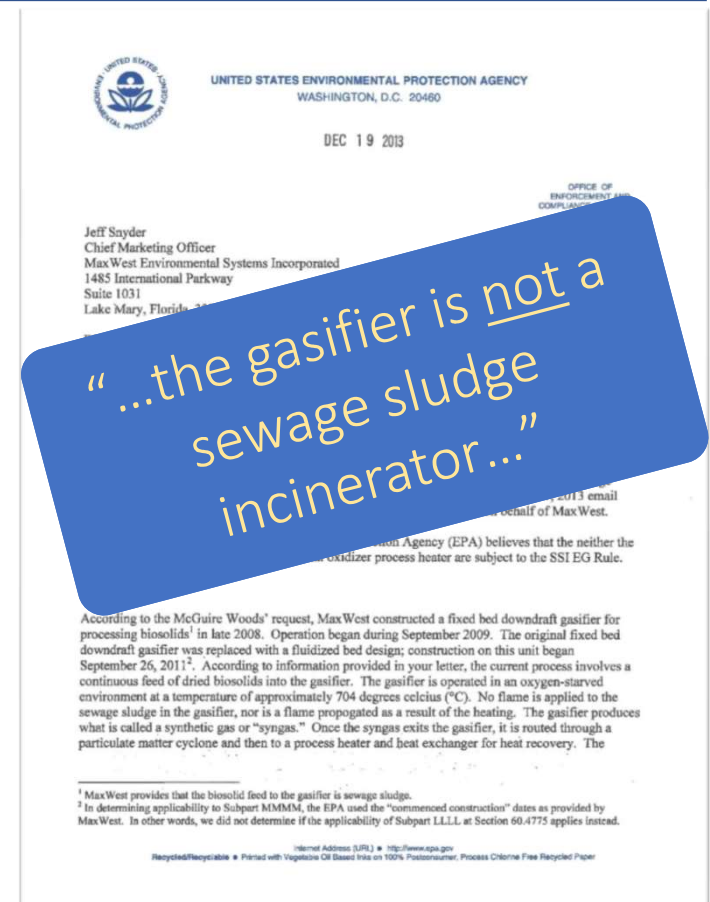 UNITED STATES ENVIRONMENTAL PROTECTION AGENCY
WASHINGTON, D.C. 20460
DEC 19 2013
OFFICE OF
ENFORCEMENT AND
COMPLIANCE
Jeff Snyder
Chief Marketing Officer
MaxWest Environmental Systems Incorporated
1485 International Parkway
Suite 1031
Lake Mary, Florida
“...the gasifier is not a
sewage sludge
incinerator...”
2013 email
behalf of MaxWest.
Agency (EPA) believes that the neither the
oxidizer process heater are subject to the SSI EG Rule.
According to the McGuire Woods' request, MaxWest constructed a fixed bed downdraft gasifier for
processing biosolids¹ in late 2008. Operation began during September 2009. The original fixed bed
downdraft gasifier was replaced with a fluidized bed design; construction on this unit began
September 26, 2011². According to information provided in your letter, the current process involves a
continuous feed of dried biosolids into the gasifier. The gasifier is operated in an oxygen-starved
environment at a temperature of approximately 704 degrees celcius (°C). No flame is applied to the
sewage sludge in the gasifier, nor is a flame propogated as a result of the heating. The gasifier produces
what is called a synthetic gas or "syngas." Once the syngas exits the gasifier, it is routed through a
particulate matter cyclone and then to a process heater and heat exchanger for heat recovery. The
¹ MaxWest provides that the biosolid feed to the gasifier is sewage sludge.
² In determining applicability to Subpart MMMM, the EPA used the "commenced construction" dates as provided by
MaxWest. In other words, we did not determine if the applicability of Subpart LLLL at Section 60.4775 applies instead.
Internet Address (URL) ● http://www.epa.gov
Recycled/Recyclable ● Printed with Vegetable Oil Based Inks on 100% Postconsumer, Process Chlorine Free Recycled Paper